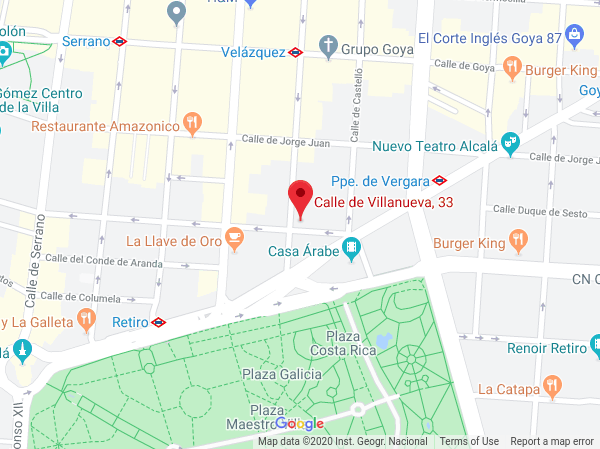 H&M
Colón
Serrano
Velázquez
Grupo Goya
El Corte Inglés Goya 87
Calle de Goya
Burger King
Goy
Gómez Centro
de la Villa
Calle de Castelló
Restaurante Amazonico
Calle de Jorge Juan
Nuevo Teatro Alcalá
Calle de Jorge J
Ppe. de Vergara
Calle de Villanueva, 33
Calle Duque de Sesto
La Llave de Oro
Casa Árabe
Burger King
Calle de Serrano
Calle del Conde de Aranda
CN C
Calle de Columela
y La Galleta
Retiro
Plaza
Costa Rica
Renoir Retiro
Plaza Galicia
La Catapa
Plaza
Maestro
Google
onso XII
Map data ©2020 Inst. Geogr. Nacional
Terms of Use
Report a map error